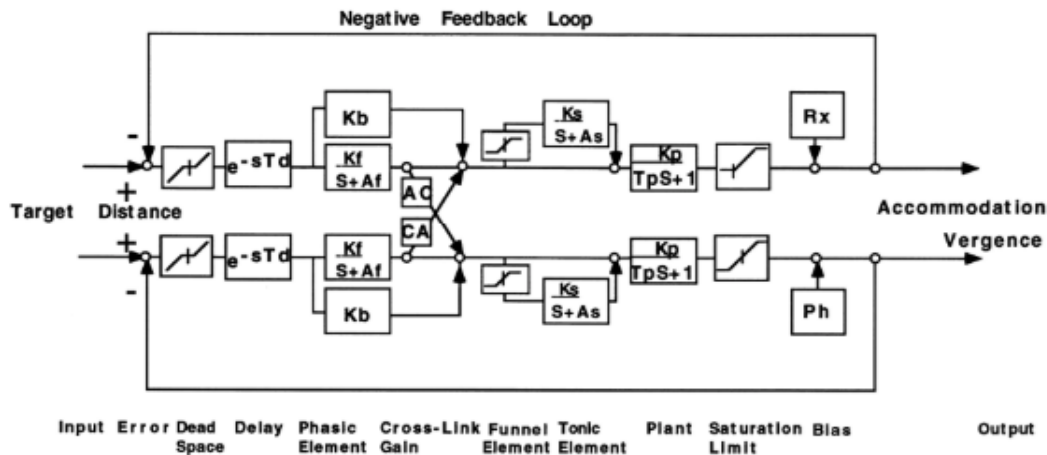 Negative Feedback Loop
Kb
Ks
S+As
Rx
-
e-sTd
Kf
S+Af
Kp
TpS+1
+
AC
Target Distance
Accommodation
CA
+
Vergence
e-sTd
Kf
S+Af
Kp
TpS+1
-
Ks
S+As
Kb
Ph
Input Error Dead Delay Phasic Cross-Link Funnel Tonic Plant Saturation Bias Output
Space Element Gain Element Element Limit